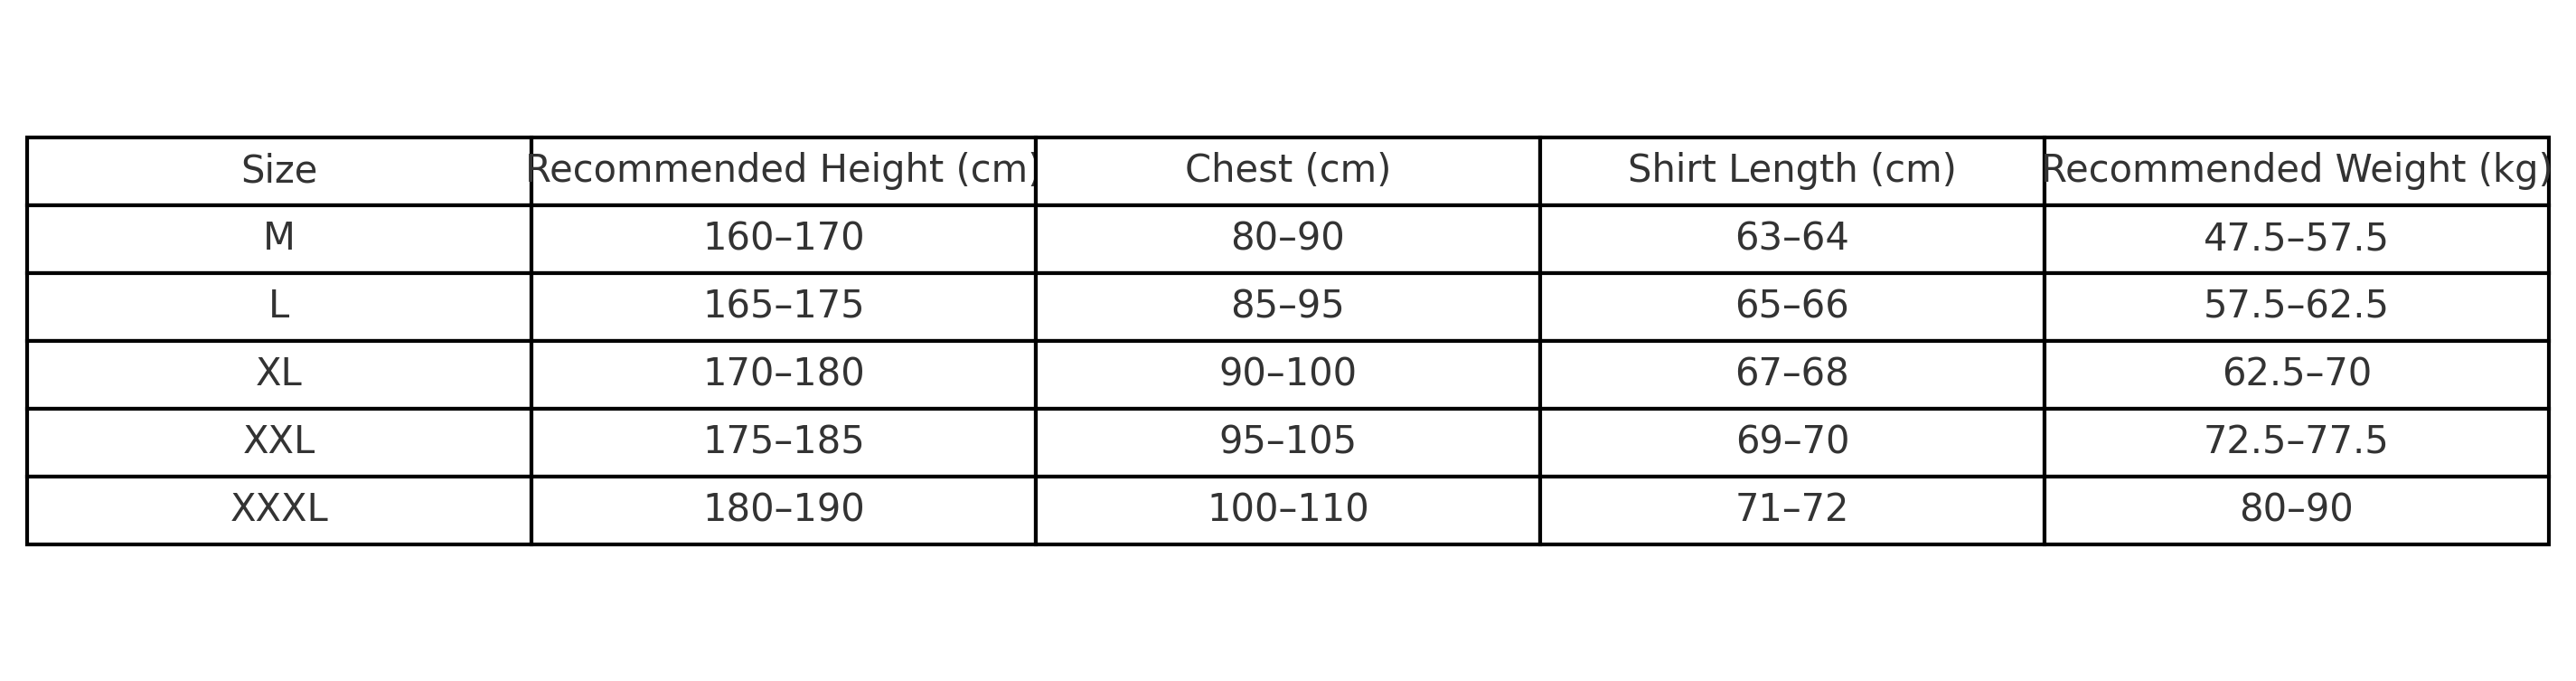 Size Recommended Height (cm) Chest (cm) Shirt Length (cm) Recommended Weight (kg)
M 160–170 80–90 63–64 47.5–57.5
L 165–175 85–95 65–66 57.5–62.5
XL 170–180 90–100 67–68 62.5–70
XXL 175–185 95–105 69–70 72.5–77.5
XXXL 180–190 100–110 71–72 80–90